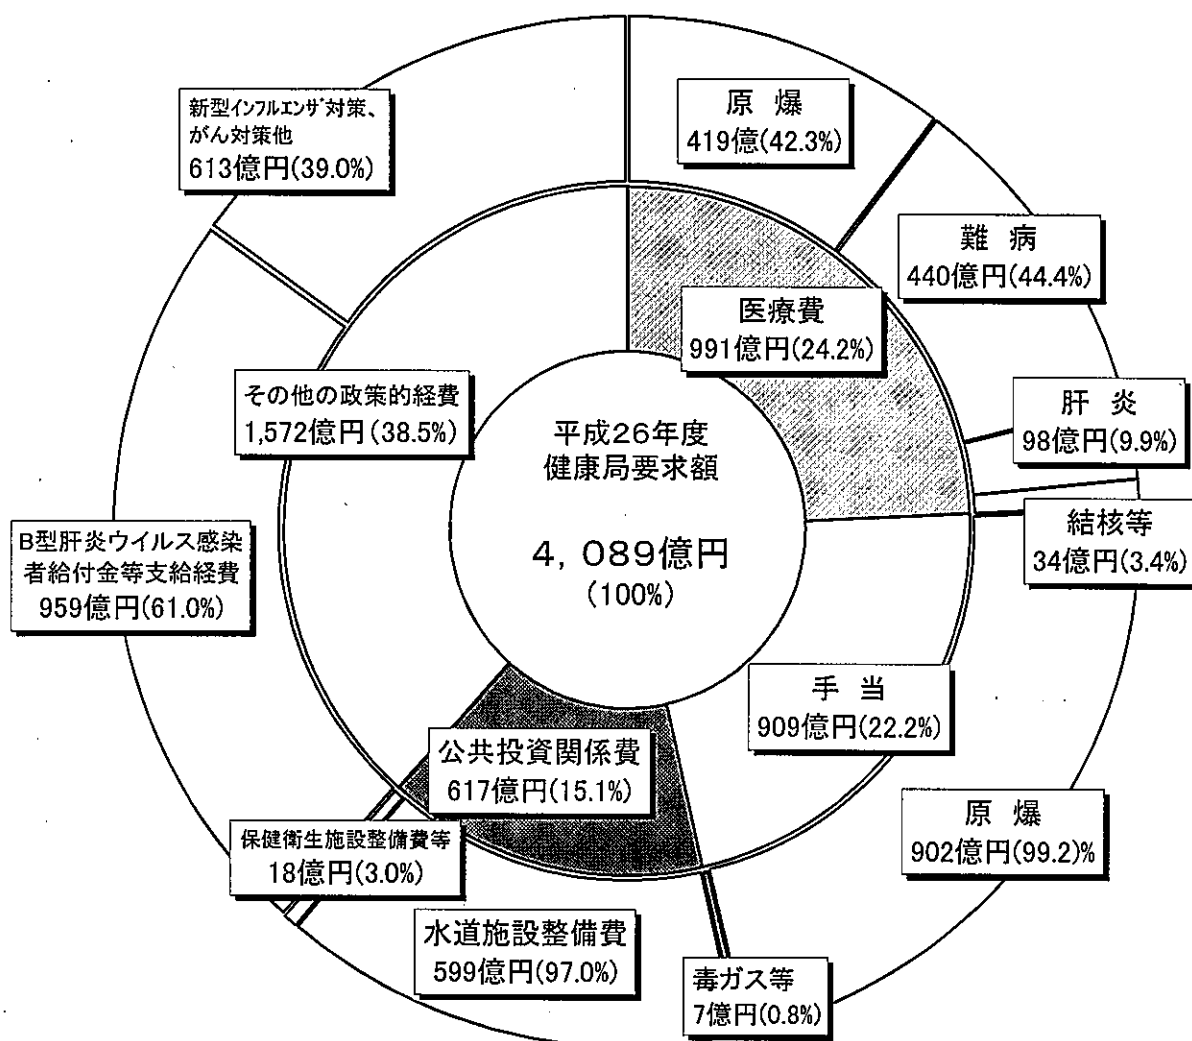 新型インフルエンザ対策、
がん対策他
613億円(39.0%)
原 爆
419億(42.3%)
難 病
440億円(44.4%)
医療費
991億円(24.2%)
その他の政策的経費
1,572億円(38.5%)
平成26年度
健康局要求額
4,089億円
(100%)
肝 炎
98億円(9.9%)
結核等
34億円(3.4%)
B型肝炎ウイルス感染
者給付金等支給経費
959億円(61.0%)
手 当
909億円(22.2%)
公共投資関係費
617億円(15.1%)
原 爆
902億円(99.2)%
保健衛生施設整備費等
18億円(3.0%)
水道施設整備費
599億円(97.0%)
毒ガス等
7億円(0.8%)